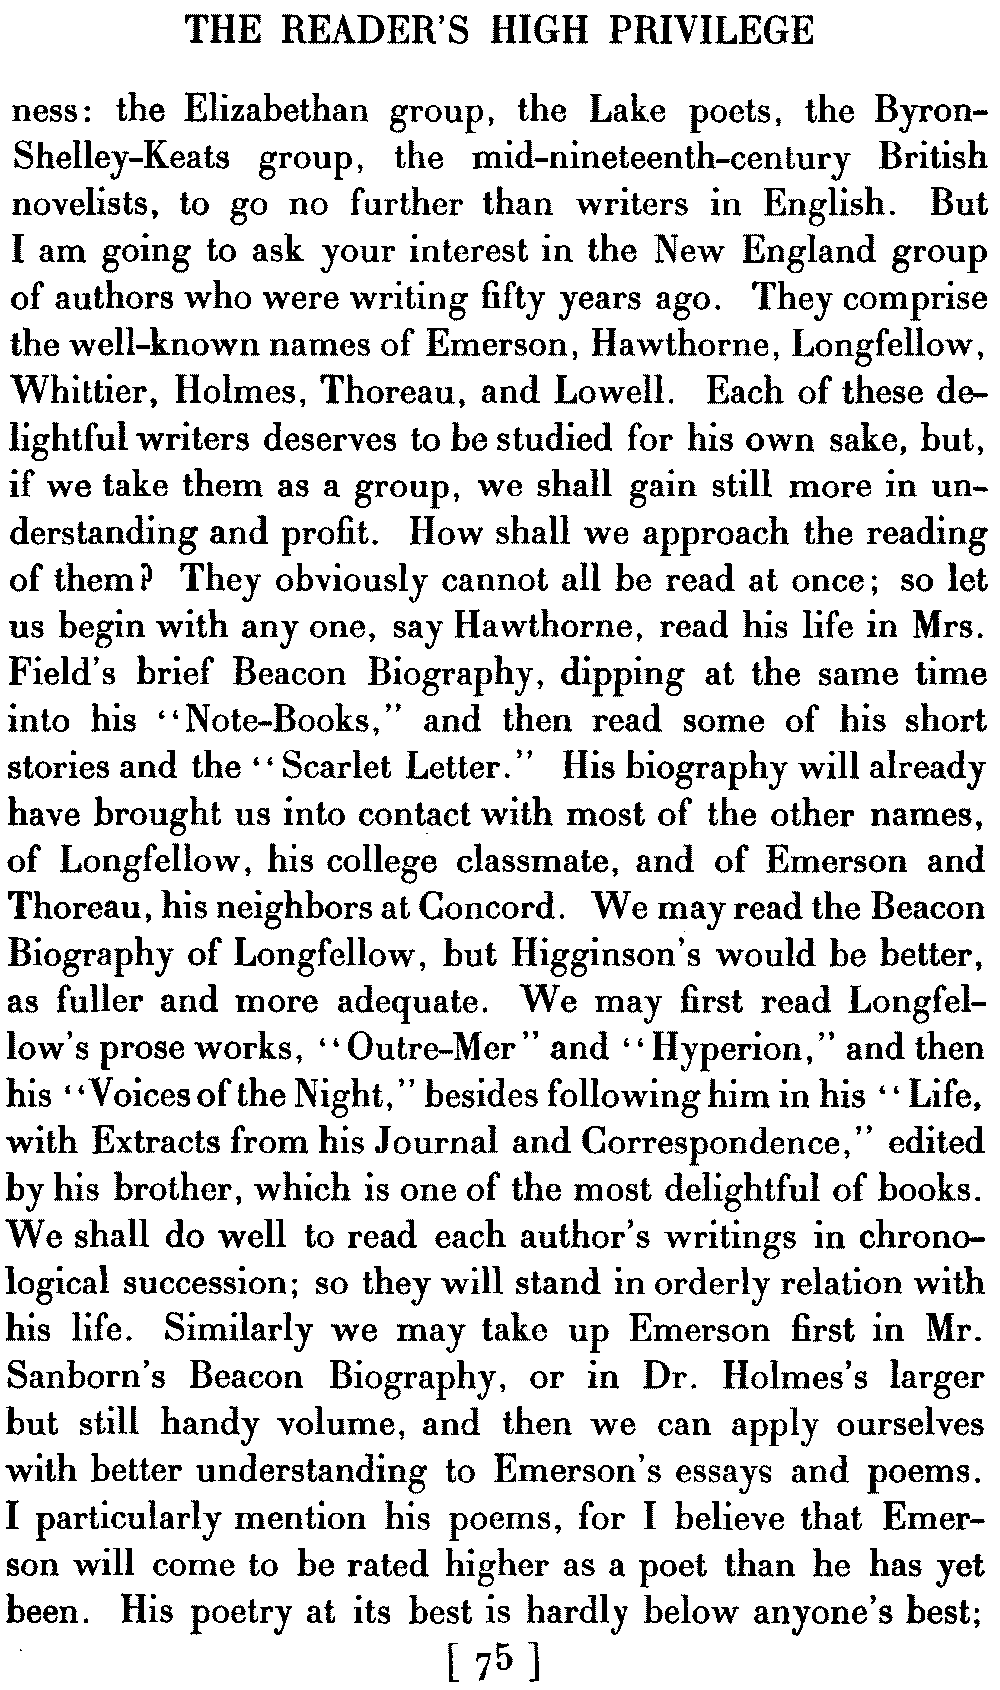 THE READER'S HIGH PRIVILEGE
ness: the Elizabethan group, the Lake poets, the Byron-
Shelley-Keats group, the mid-nineteenth-century British
novelists, to go no further than writers in English. But
I am going to ask your interest in the New England group
of authors who were writing fifty years ago. They comprise
the well-known names of Emerson, Hawthorne, Longfellow,
Whittier, Holmes, Thoreau, and Lowell. Each of these de-
lightful writers deserves to be studied for his own sake, but,
if we take them as a group, we shall gain still more in un-
derstanding and profit. How shall we approach the reading
of them? They obviously cannot all be read at once; so let
us begin with any one, say Hawthorne, read his life in Mrs.
Field's brief Beacon Biography, dipping at the same time
into his "Note-Books," and then read some of his short
stories and the "Scarlet Letter." His biography will already
have brought us into contact with most of the other names,
of Longfellow, his college classmate, and of Emerson and
Thoreau, his neighbors at Concord. We may read the Beacon
Biography of Longfellow, but Higginson's would be better,
as fuller and more adequate. We may first read Longfel-
low's prose works, "Outre-Mer" and "Hyperion," and then
his "Voices of the Night," besides following him in his "Life,
with Extracts from his Journal and Correspondence," edited
by his brother, which is one of the most delightful of books.
We shall do well to read each author's writings in chrono-
logical succession; so they will stand in orderly relation with
his life. Similarly we may take up Emerson first in Mr.
Sanborn's Beacon Biography, or in Dr. Holmes's larger
but still handy volume, and then we can apply ourselves
with better understanding to Emerson's essays and poems.
I particularly mention his poems, for I believe that Emer-
son will come to be rated higher as a poet than he has yet
been. His poetry at its best is hardly below anyone's best;
[ 75 ]